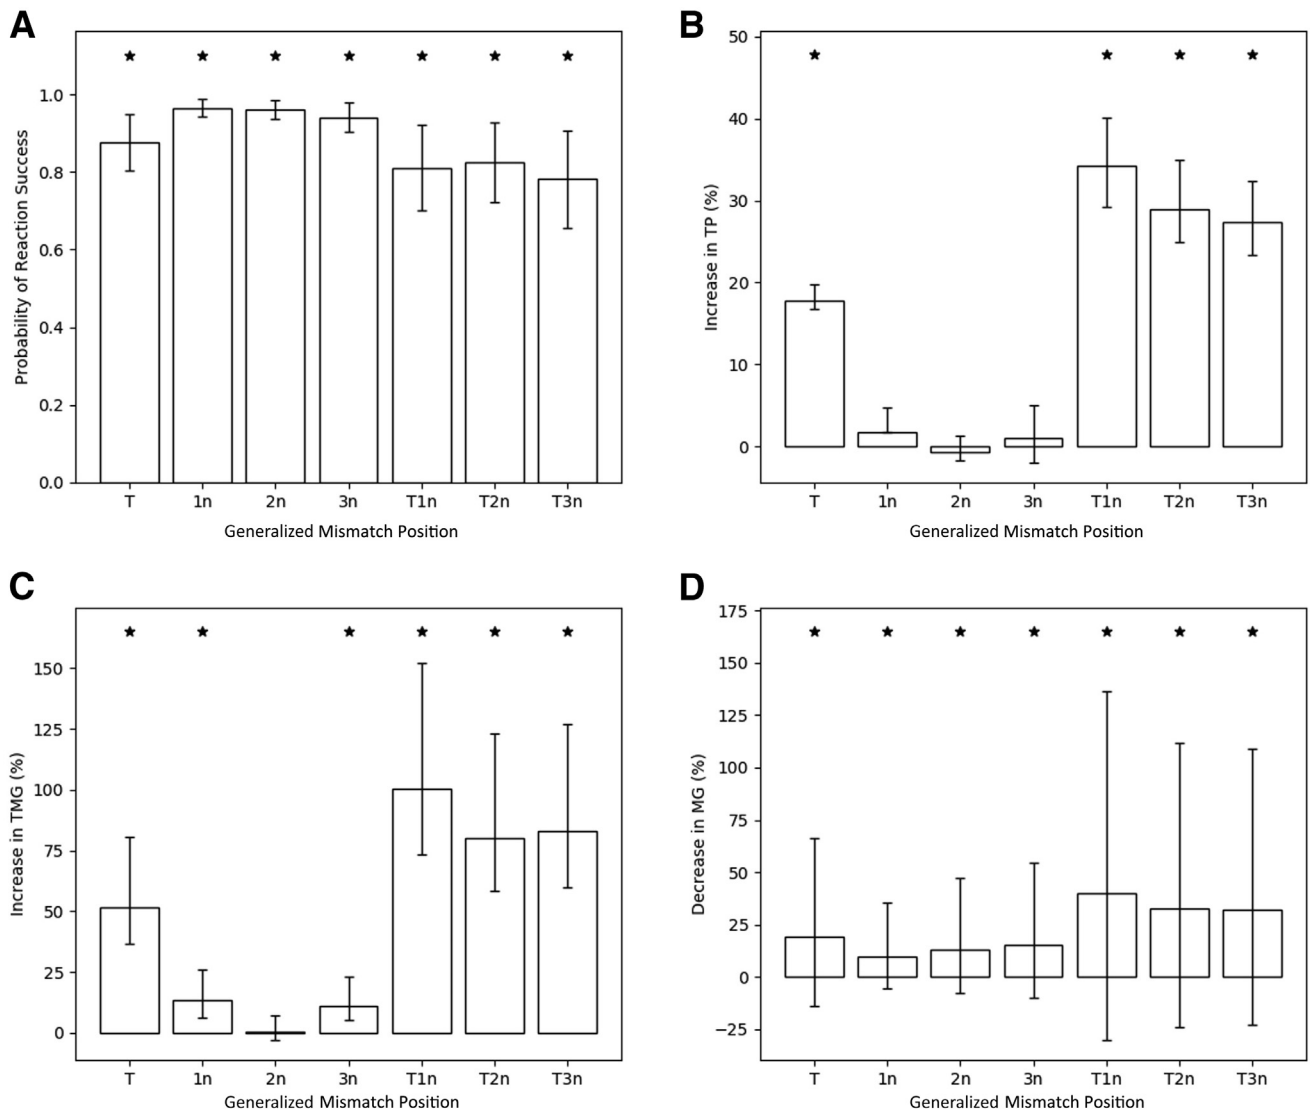 A
Probability of Reaction Success
1.0
0.8
0.6
0.4
0.2
0.0
T 1n 2n 3n T1n T2n T3n
Generalized Mismatch Position
B
Increase in TP (%)
50
40
30
20
10
0
T 1n 2n 3n T1n T2n T3n
Generalized Mismatch Position
C
Increase in TMG (%)
150
125
100
75
50
25
0
T 1n 2n 3n T1n T2n T3n
Generalized Mismatch Position
D
Decrease in MG (%)
175
150
125
100
75
50
25
0
−25
T 1n 2n 3n T1n T2n T3n
Generalized Mismatch Position